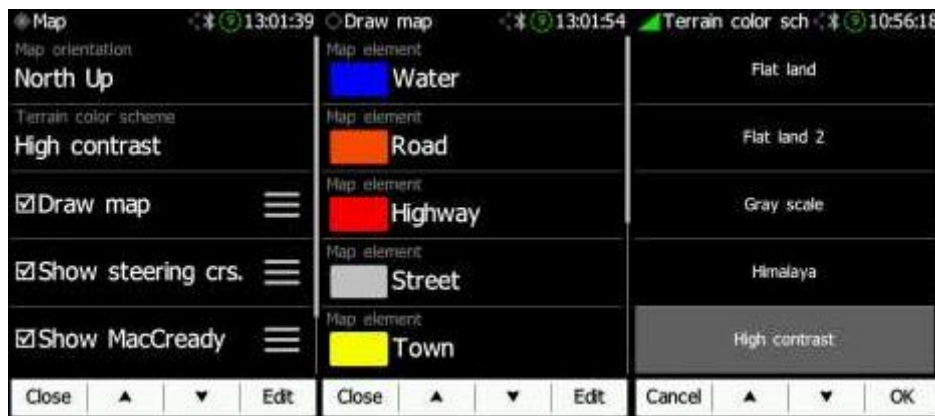 Map 13:01:39
Map orientation
North Up
Terrain color scheme
High contrast
Draw map
Show steering crs.
Show MacCready
Close ▲ ▼ Edit
Draw map 13:01:54
Map element
Water
Map element
Road
Map element
Highway
Map element
Street
Map element
Town
Close ▲ ▼ Edit
Terrain color sch 10:56:18
Flat land
Flat land 2
Gray scale
Himalaya
High contrast
Cancel ▲ ▼ OK